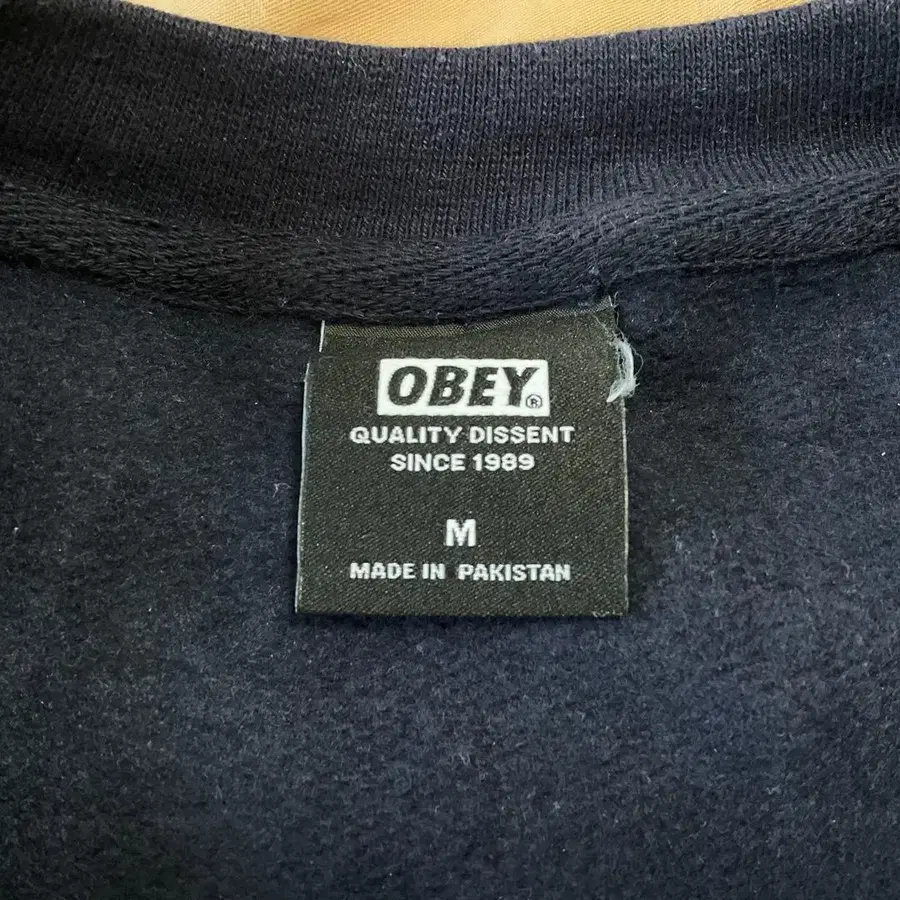 OBEY®
QUALITY DISSENT
SINCE 1989
M
MADE IN PAKISTAN